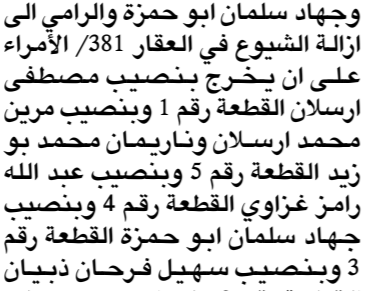 وجهاد سلمان ابو حمزة والرامي الى
ازالة الشيوع في العقار 381/ الأمراء
على ان يخرج بنصيب مصطفى
ارسلان القطعة رقم 1 وبنصيب مرين
محمد ارسلان وناريمان محمد بو
زيد القطعة رقم 5 وبنصيب عبد الله
رامز غزاوي القطعة رقم 4 وبنصيب
جهاد سلمان ابو حمزة القطعة رقم
3 وبنصيب سهيل فرحان ذبيان